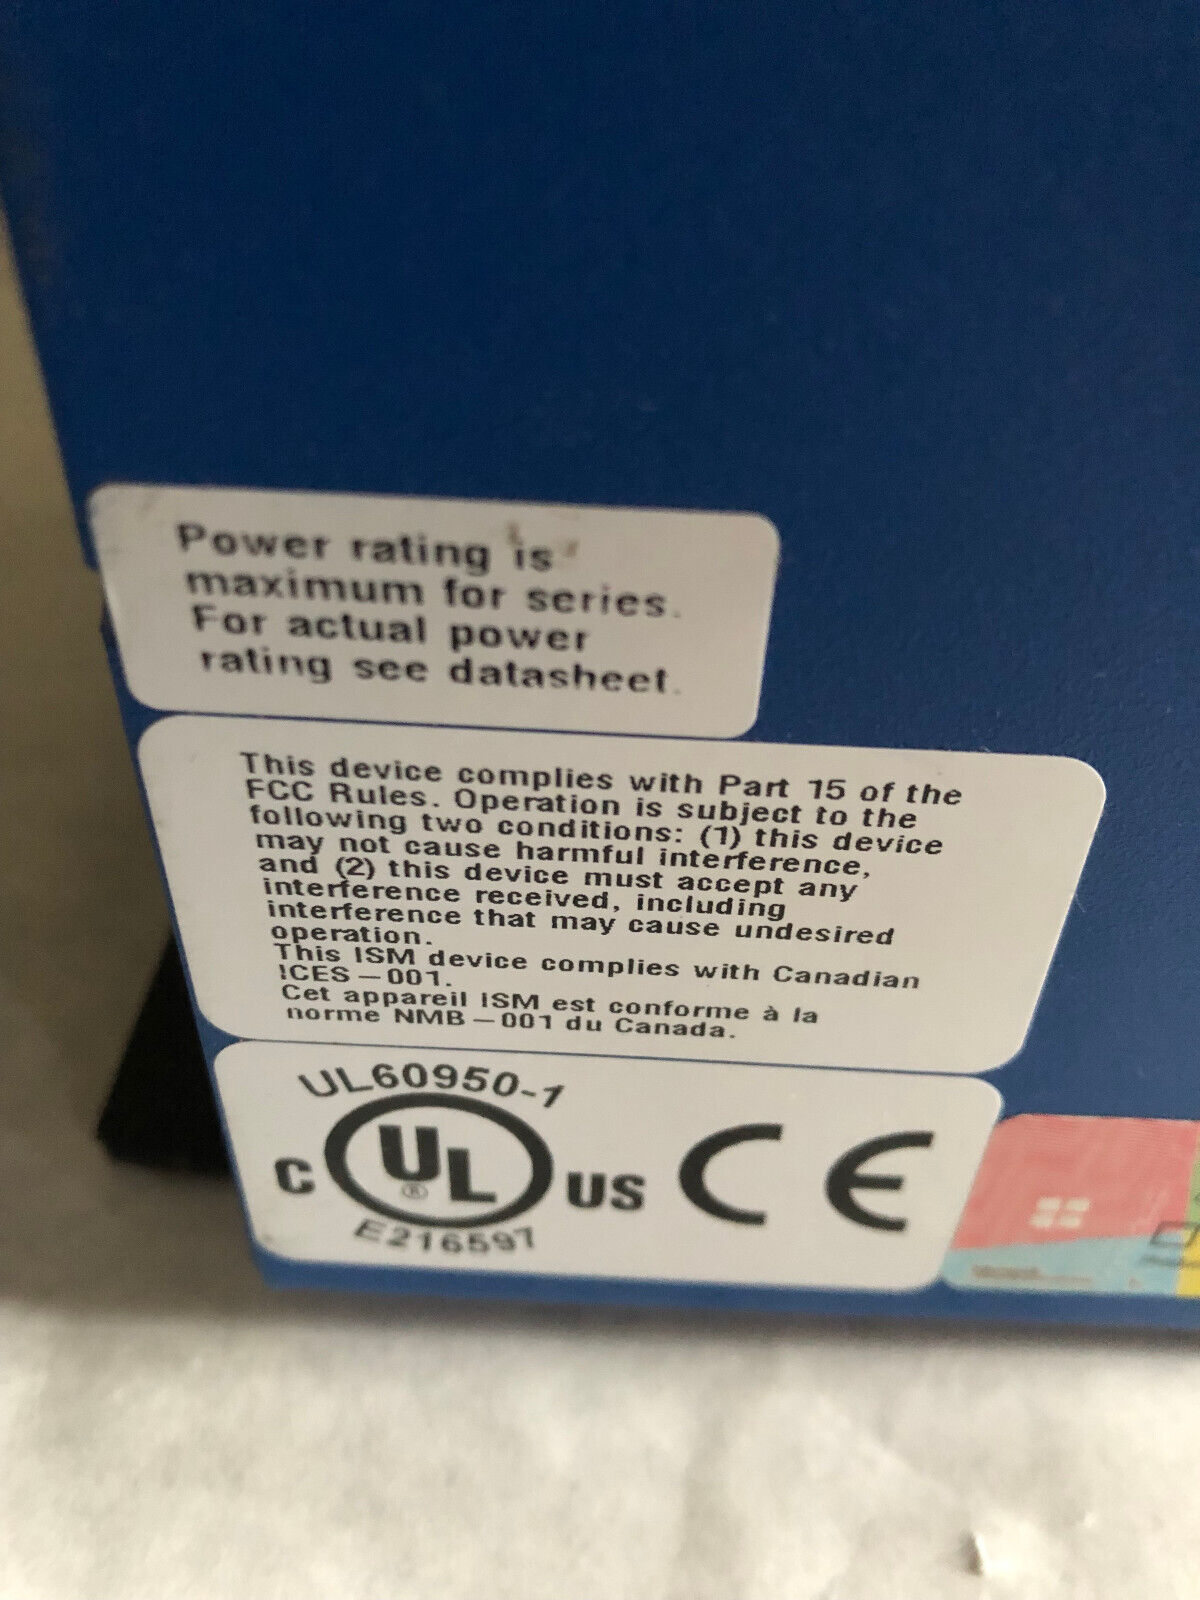 Power rating is
maximum for series.
For actual power
rating see datasheet.
This device complies with Part 15 of the
FCC Rules. Operation is subject to the
following two conditions: (1) this device
may not cause harmful interference,
and (2) this device must accept any
interference received, including
interference that may cause undesired
operation.
This ISM device complies with Canadian
ICES-001.
Cet appareil ISM est conforme à la
norme NMB-001 du Canada.
UL60950-1
C UL® US CE
E216597